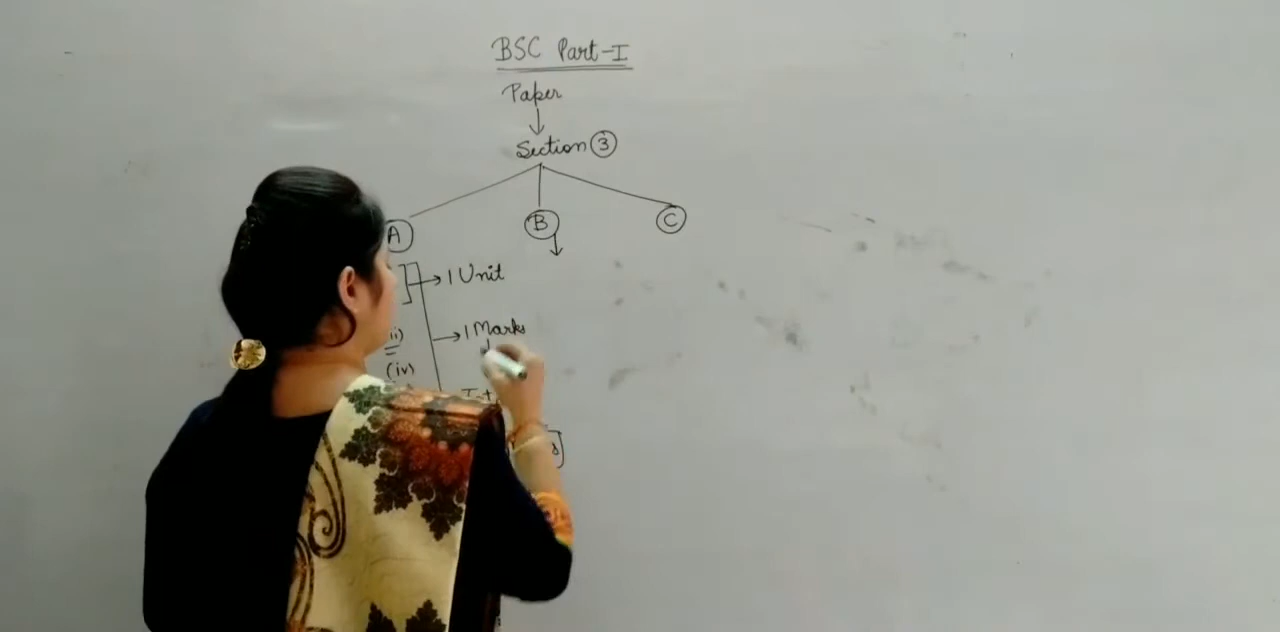 BSC Part-I
Paper
Section 3
A B C
1 Unit
1 Marks
(iv)